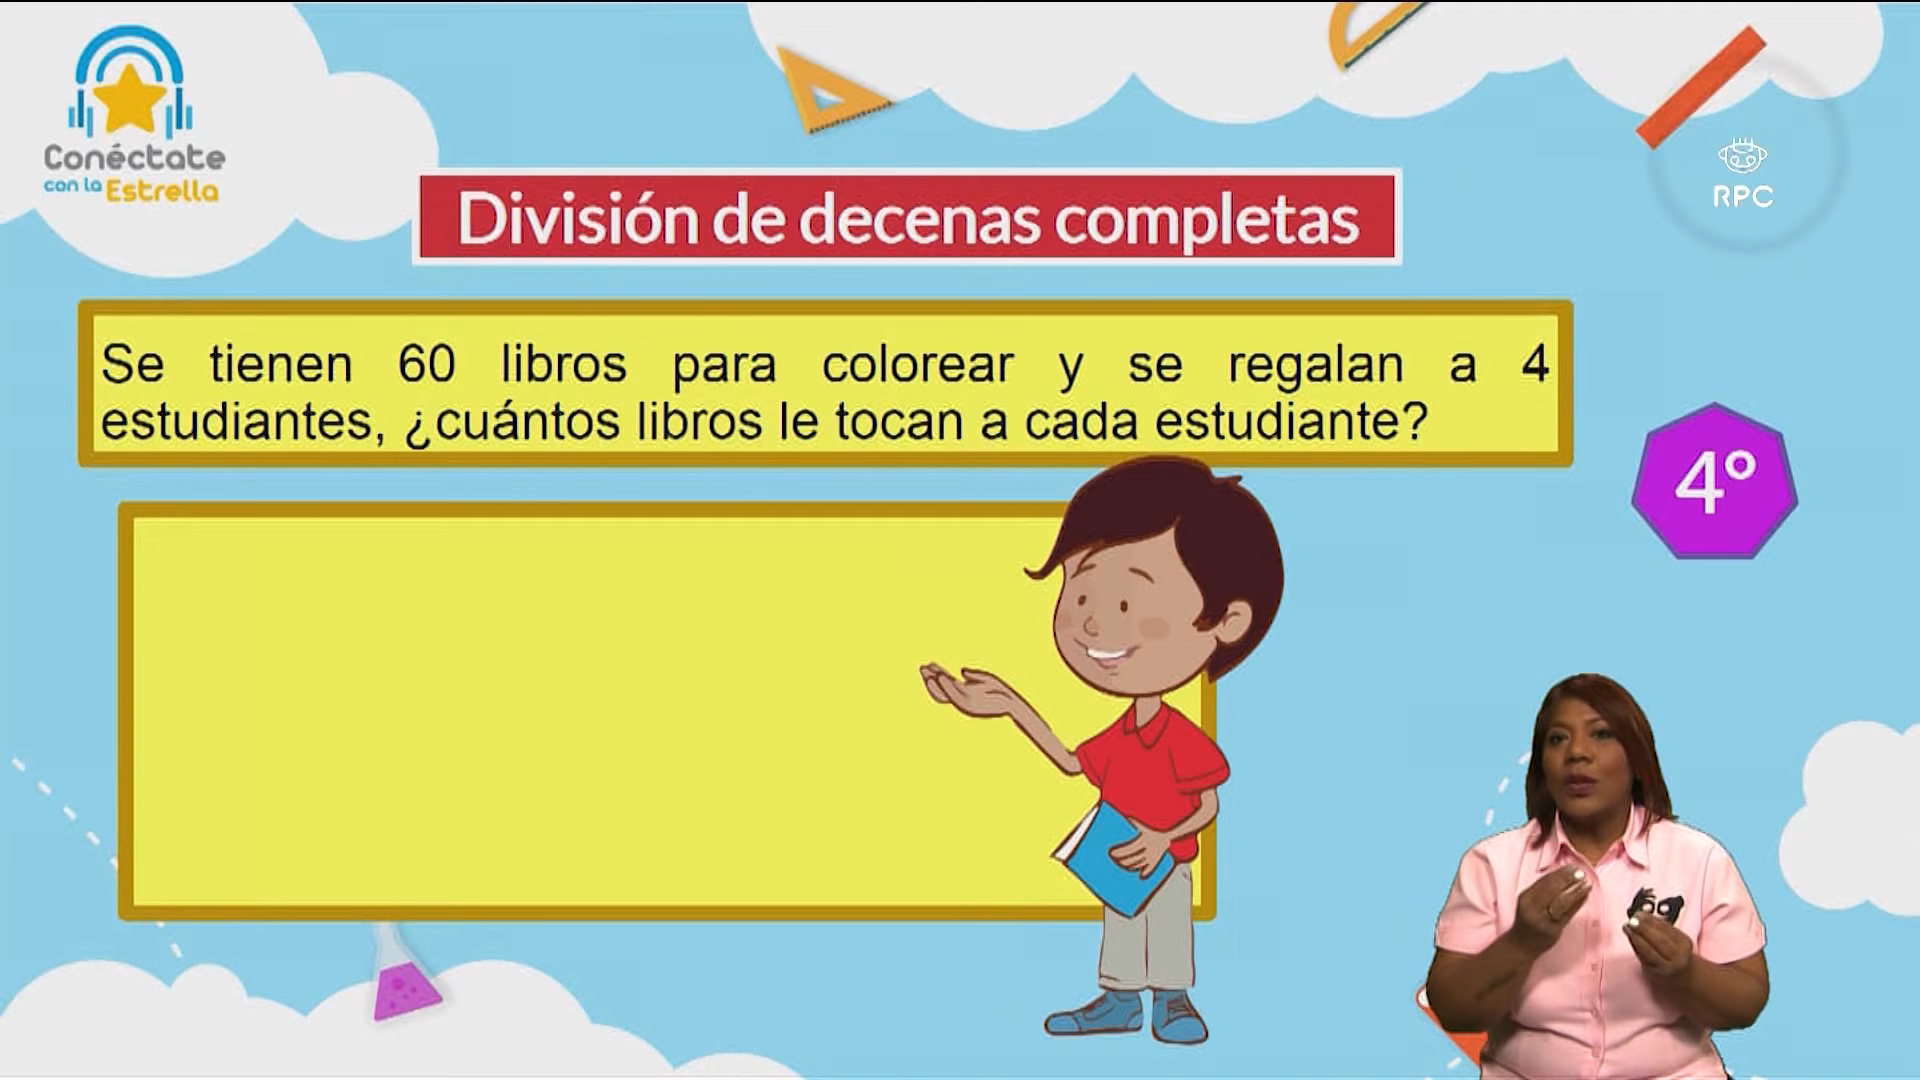 Conéctate
con la Estrella
RPC
División de decenas completas
Se tienen 60 libros para colorear y se regalan a 4
estudiantes, ¿cuántos libros le tocan a cada estudiante?
4°